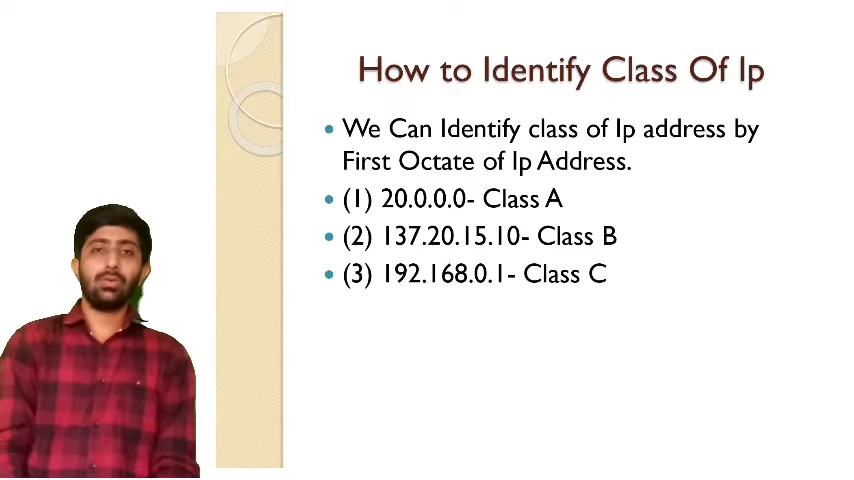 How to Identify Class Of Ip
We Can Identify class of Ip address by
First Octate of Ip Address.
(1) 20.0.0.0- Class A
(2) 137.20.15.10- Class B
(3) 192.168.0.1- Class C